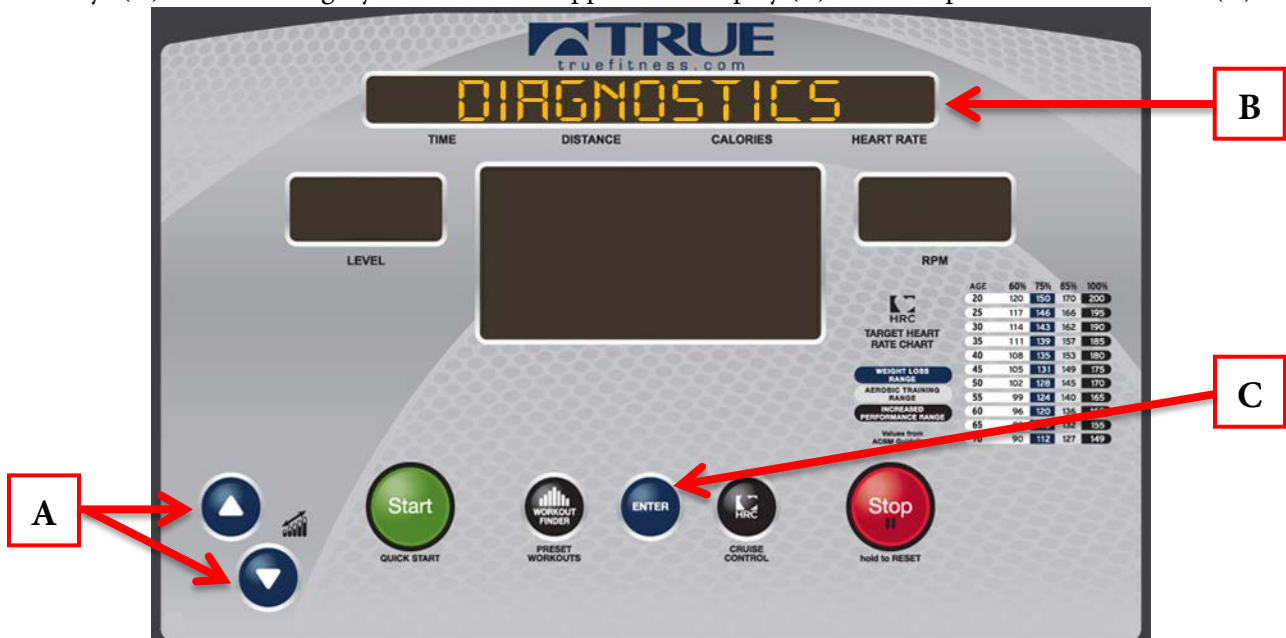 TRUE
truefitness.com
DIAGNOSTICS
B
TIME DISTANCE CALORIES HEART RATE
LEVEL
RPM
AGE 60% 75% 85% 100%
20 120 150 170 200
25 117 146 166 195
30 114 143 162 190
35 111 139 157 185
40 108 135 153 180
45 105 131 149 175
50 102 128 145 170
55 99 124 140 165
60 96 120 136
65 132 155
90 112 127 149
HRC
TARGET HEART
RATE CHART
WEIGHT LOSS
RANGE
AEROBIC TRAINING
RANGE
INCREASED
PERFORMANCE RANGE
Values from
ACSM
C
A
Start
QUICK START
WORKOUT
FINDER
PRESET
WORKOUTS
ENTER
HRC
CRUISE
CONTROL
Stop
hold to RESET